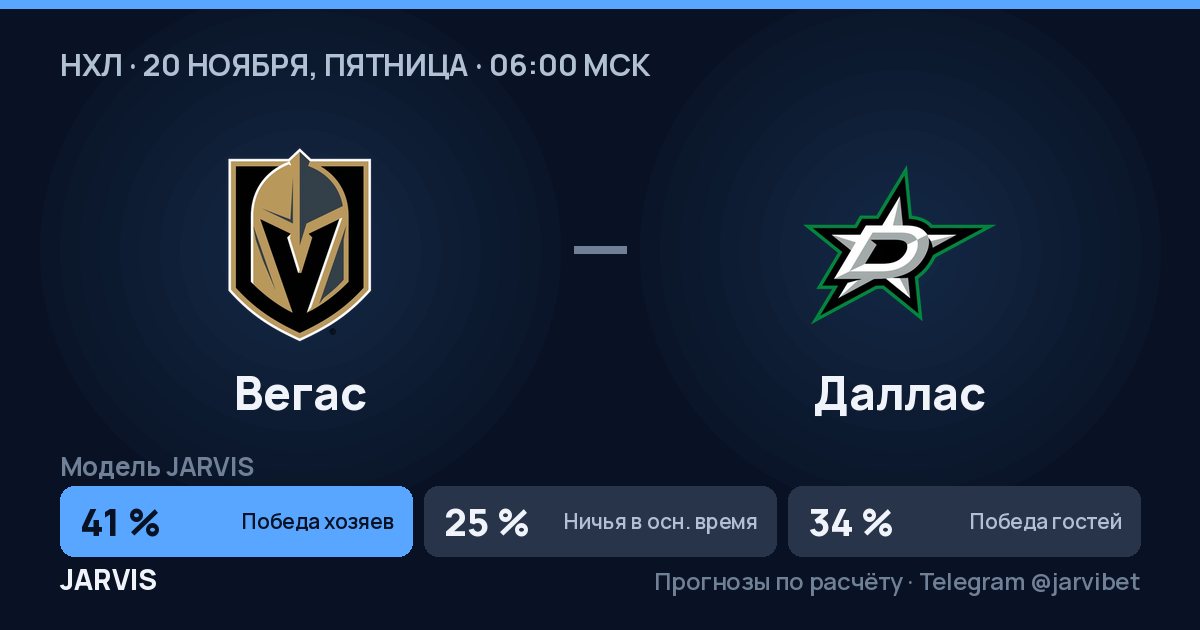 НХЛ · 20 НОЯБРЯ, ПЯТНИЦА · 06:00 МСК
D
Вегас
Даллас
Модель JARVIS
41 % Победа хозяев
25 % Ничья в осн. время
34 % Победа гостей
JARVIS
Прогнозы по расчёту · Telegram @jarvibet